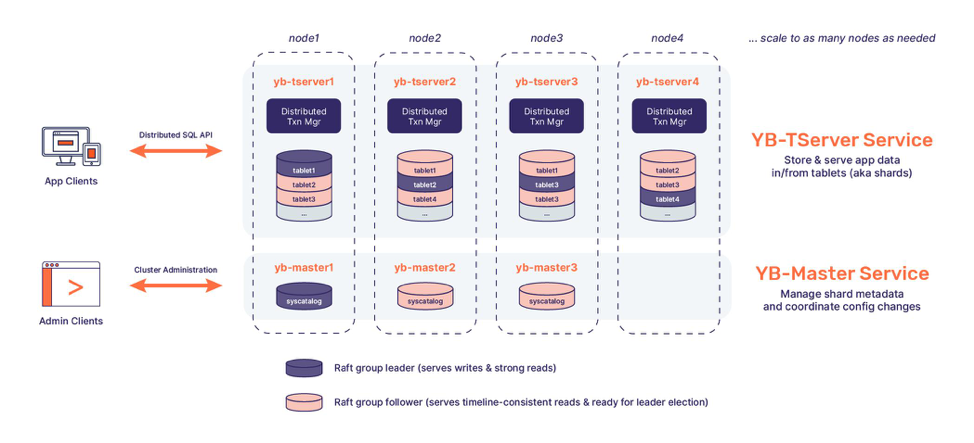 node1
node2
node3
node4
... scale to as many nodes as needed
yb-tserver1
yb-tserver2
yb-tserver3
yb-tserver4
Distributed
Txn Mgr
Distributed
Txn Mgr
Distributed
Txn Mgr
Distributed
Txn Mgr
Distributed SQL API
App Clients
tablet1
tablet2
tablet3
...
tablet1
tablet2
tablet4
...
tablet1
tablet3
tablet3
...
tablet2
tablet3
tablet4
...
YB-TServer Service
Store & serve app data
in/from tablets (aka shards)
Cluster Administration
Admin Clients
yb-master1
yb-master2
yb-master3
syscatalog
syscatalog
syscatalog
YB-Master Service
Manage shard metadata
and coordinate config changes
Raft group leader (serves writes & strong reads)
Raft group follower (serves timeline-consistent reads & ready for leader election)